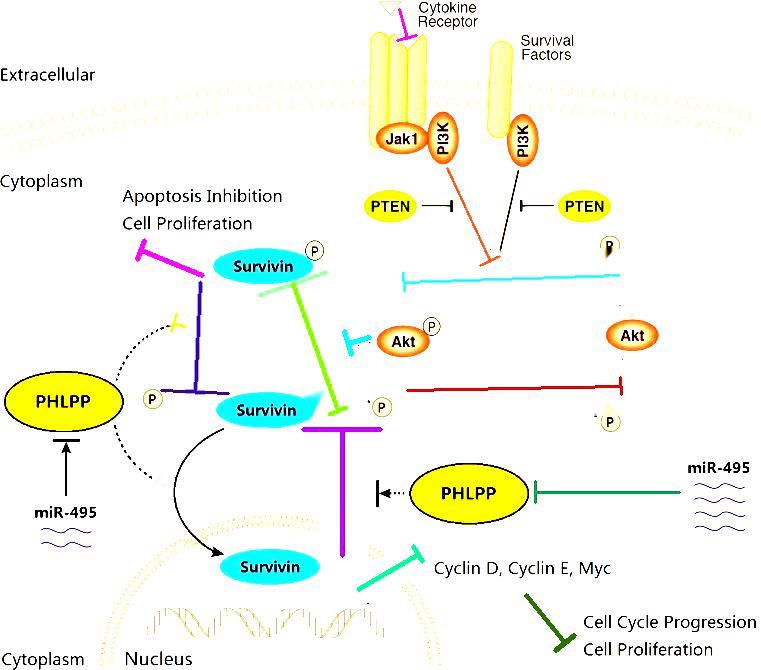 Cytokine
Receptor
Survival
Factors
Extracellular
Jak1
PI3K
PI3K
Cytoplasm
PTEN
PTEN
Apoptosis Inhibition
Cell Proliferation
P
Survivin
P
P
Akt
Akt
P
Survivin
P
P
PHLPP
miR-495
PHLPP
miR-495
Survivin
Cyclin D, Cyclin E, Myc
Cell Cycle Progression
Cell Proliferation
Cytoplasm
Nucleus